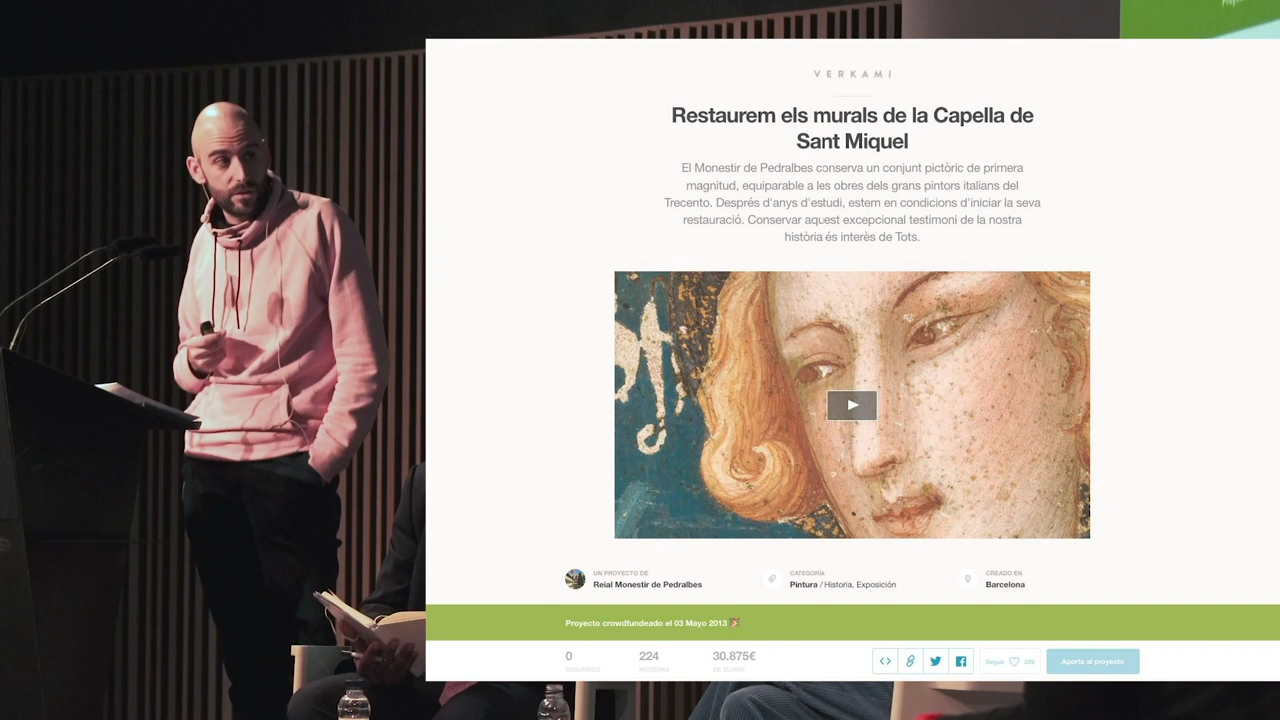 VERKAMI
Restaurem els murals de la Capella de
Sant Miquel
El Monestir de Pedralbes conserva un conjunt pictòric de primera
magnitud, equiparable a les obres dels grans pintors italians del
Trecento. Després d'anys d'estudi, estem en condicions d'iniciar la seva
restauració. Conservar aquest excepcional testimoni de la nostra
història és interès de Tots.
UN PROYECTO DE
Reial Monestir de Pedralbes
CATEGORÍA
Pintura / Historia, Exposición
CREADO EN
Barcelona
Proyecto crowdfundeado el 03 Mayo 2013
0
SEGUNDOS
224
MECENAS
30.875€
Seguir
Aporta al proyecto